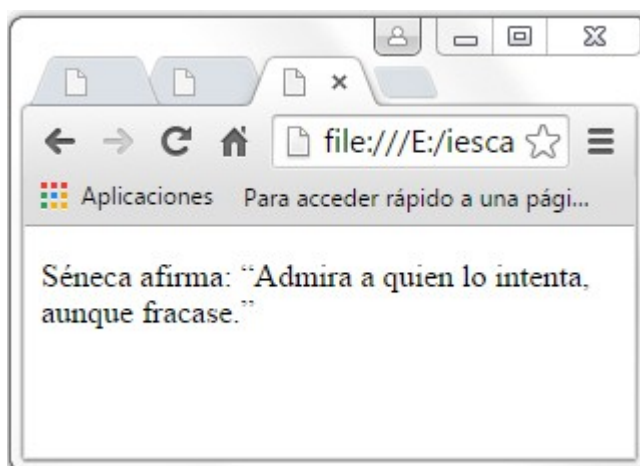 file:///E:/iesca
Aplicaciones Para acceder rápido a una pági...
Séneca afirma: “Admira a quien lo intenta,
aunque fracase.”